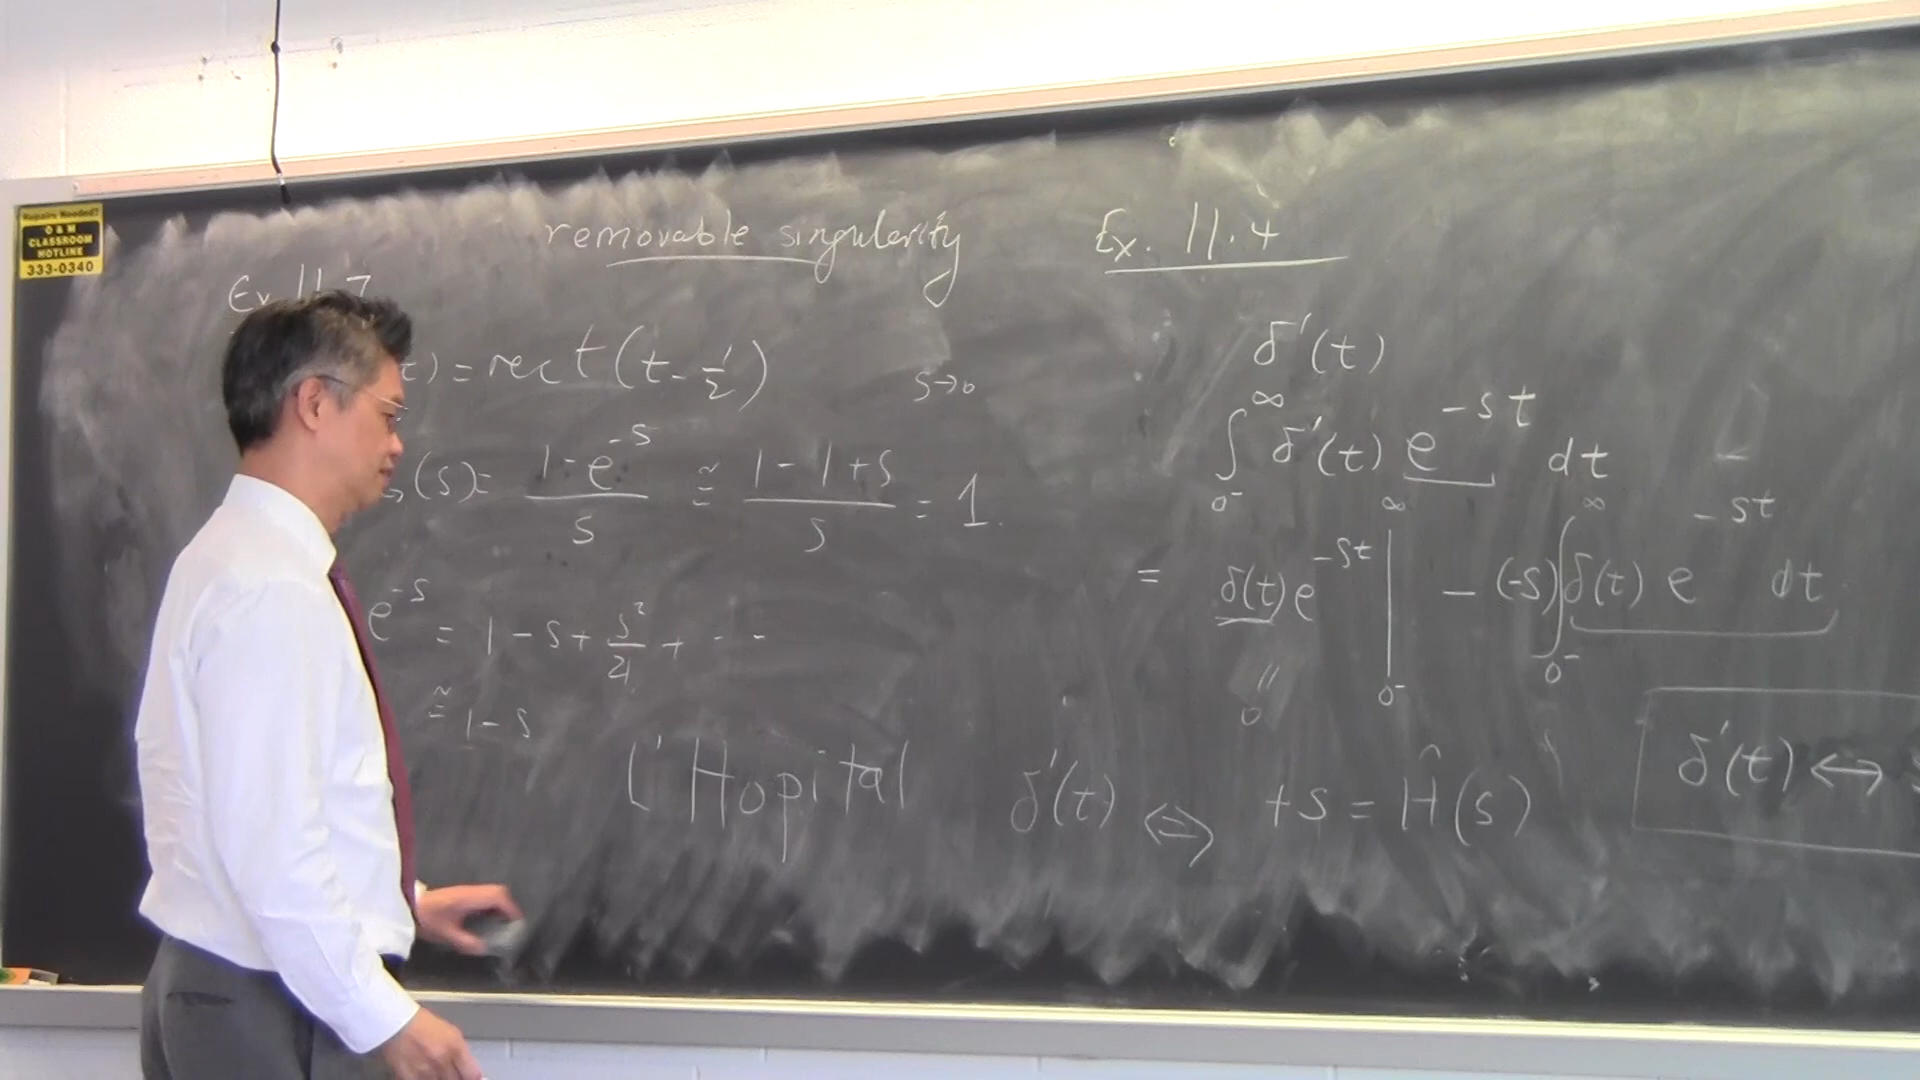 Repairs Needed?
O & M
CLASSROOM
HOTLINE
333-0340
removable singularity
Ex 11.7
t) = rect(t - 1/2)
s→0
(s) = (1 - e^{-s})/s ≅ (1 - 1 + s)/s = 1.
e^{-s} = 1 - s + s²/2! + ...
≅ 1 - s
L'Hopital
Ex. 11.4
δ'(t)
∫_{0^-}^{∞} δ'(t) e^{-st} dt
= δ(t)e^{-st} |_{0^-}^{∞} - (-s) ∫_{0^-}^{∞} δ(t) e^{-st} dt
"
0
δ'(t) ⇔ +s = Ĥ(s)
δ'(t) ↔